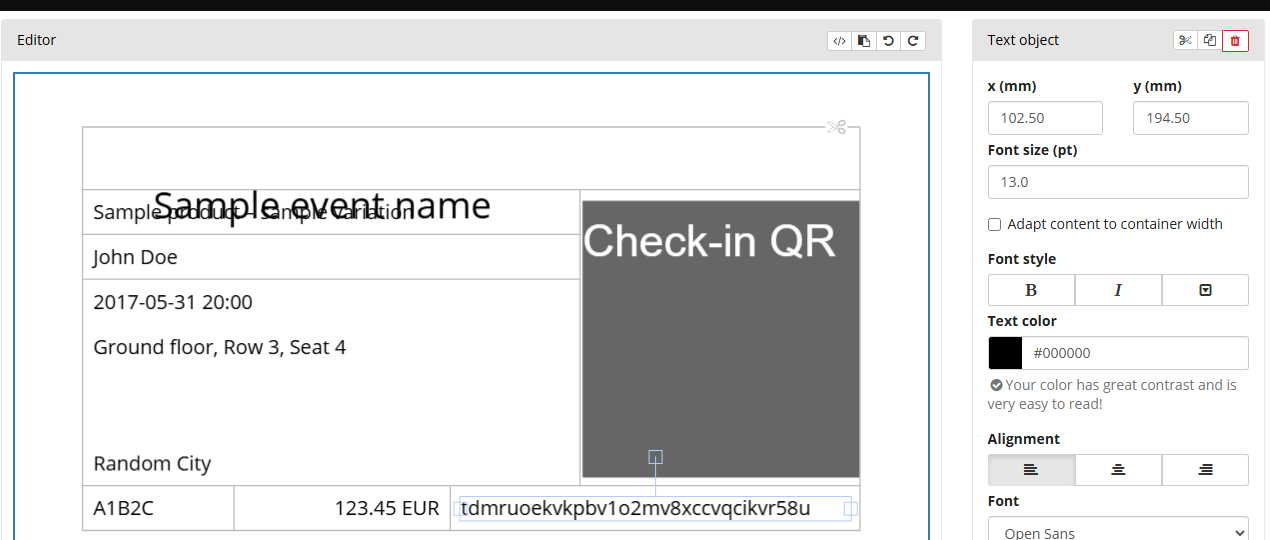 Editor
Text object
x (mm)
y (mm)
102.50
194.50
Font size (pt)
13.0
Adapt content to container width
Font style
B
I
Text color
#000000
Your color has great contrast and is
very easy to read!
Alignment
Font
Open Sans
Sample event name
Sample product – sample variation
Check-in QR
John Doe
2017-05-31 20:00
Ground floor, Row 3, Seat 4
Random City
A1B2C
123.45 EUR
tdmruoekvkpbv1o2mv8xccvqcikvr58u